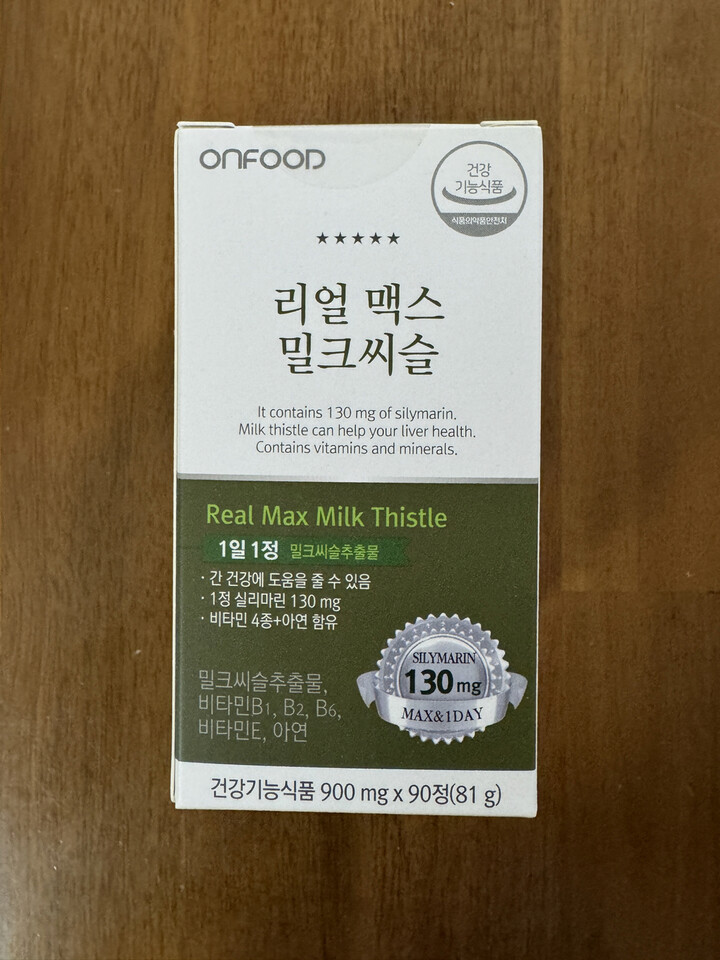 ONFOOD
건강
기능식품
식품의약품안전처
★★★★★
리얼 맥스
밀크씨슬
It contains 130 mg of silymarin.
Milk thistle can help your liver health.
Contains vitamins and minerals.
Real Max Milk Thistle
1일 1정 밀크씨슬추출물
· 간 건강에 도움을 줄 수 있음
· 1정 실리마린 130 mg
· 비타민 4종+아연 함유
밀크씨슬추출물,
비타민B1, B2, B6,
비타민E, 아연
SILYMARIN
130 mg
MAX&1DAY
건강기능식품 900 mg x 90정(81 g)